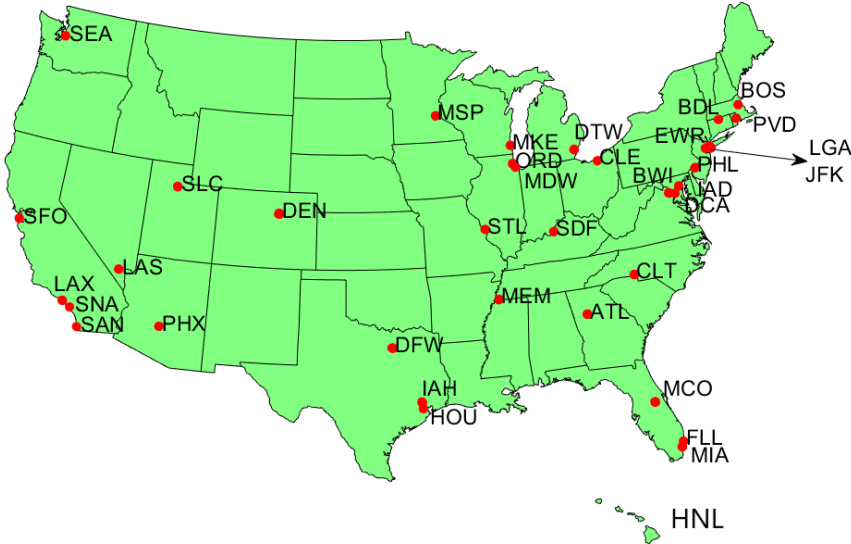 SEA
BOS
BDL
PVD
MSP
DTW
EWR
MKE
LGA
ORD
CLE
PHL
JFK
MDW
BWI
SLC
IAD
DCA
DEN
SFO
STL
SDF
LAS
CLT
LAX
SNA
MEM
ATL
SAN
PHX
DFW
IAH
MCO
HOU
FLL
MIA
HNL